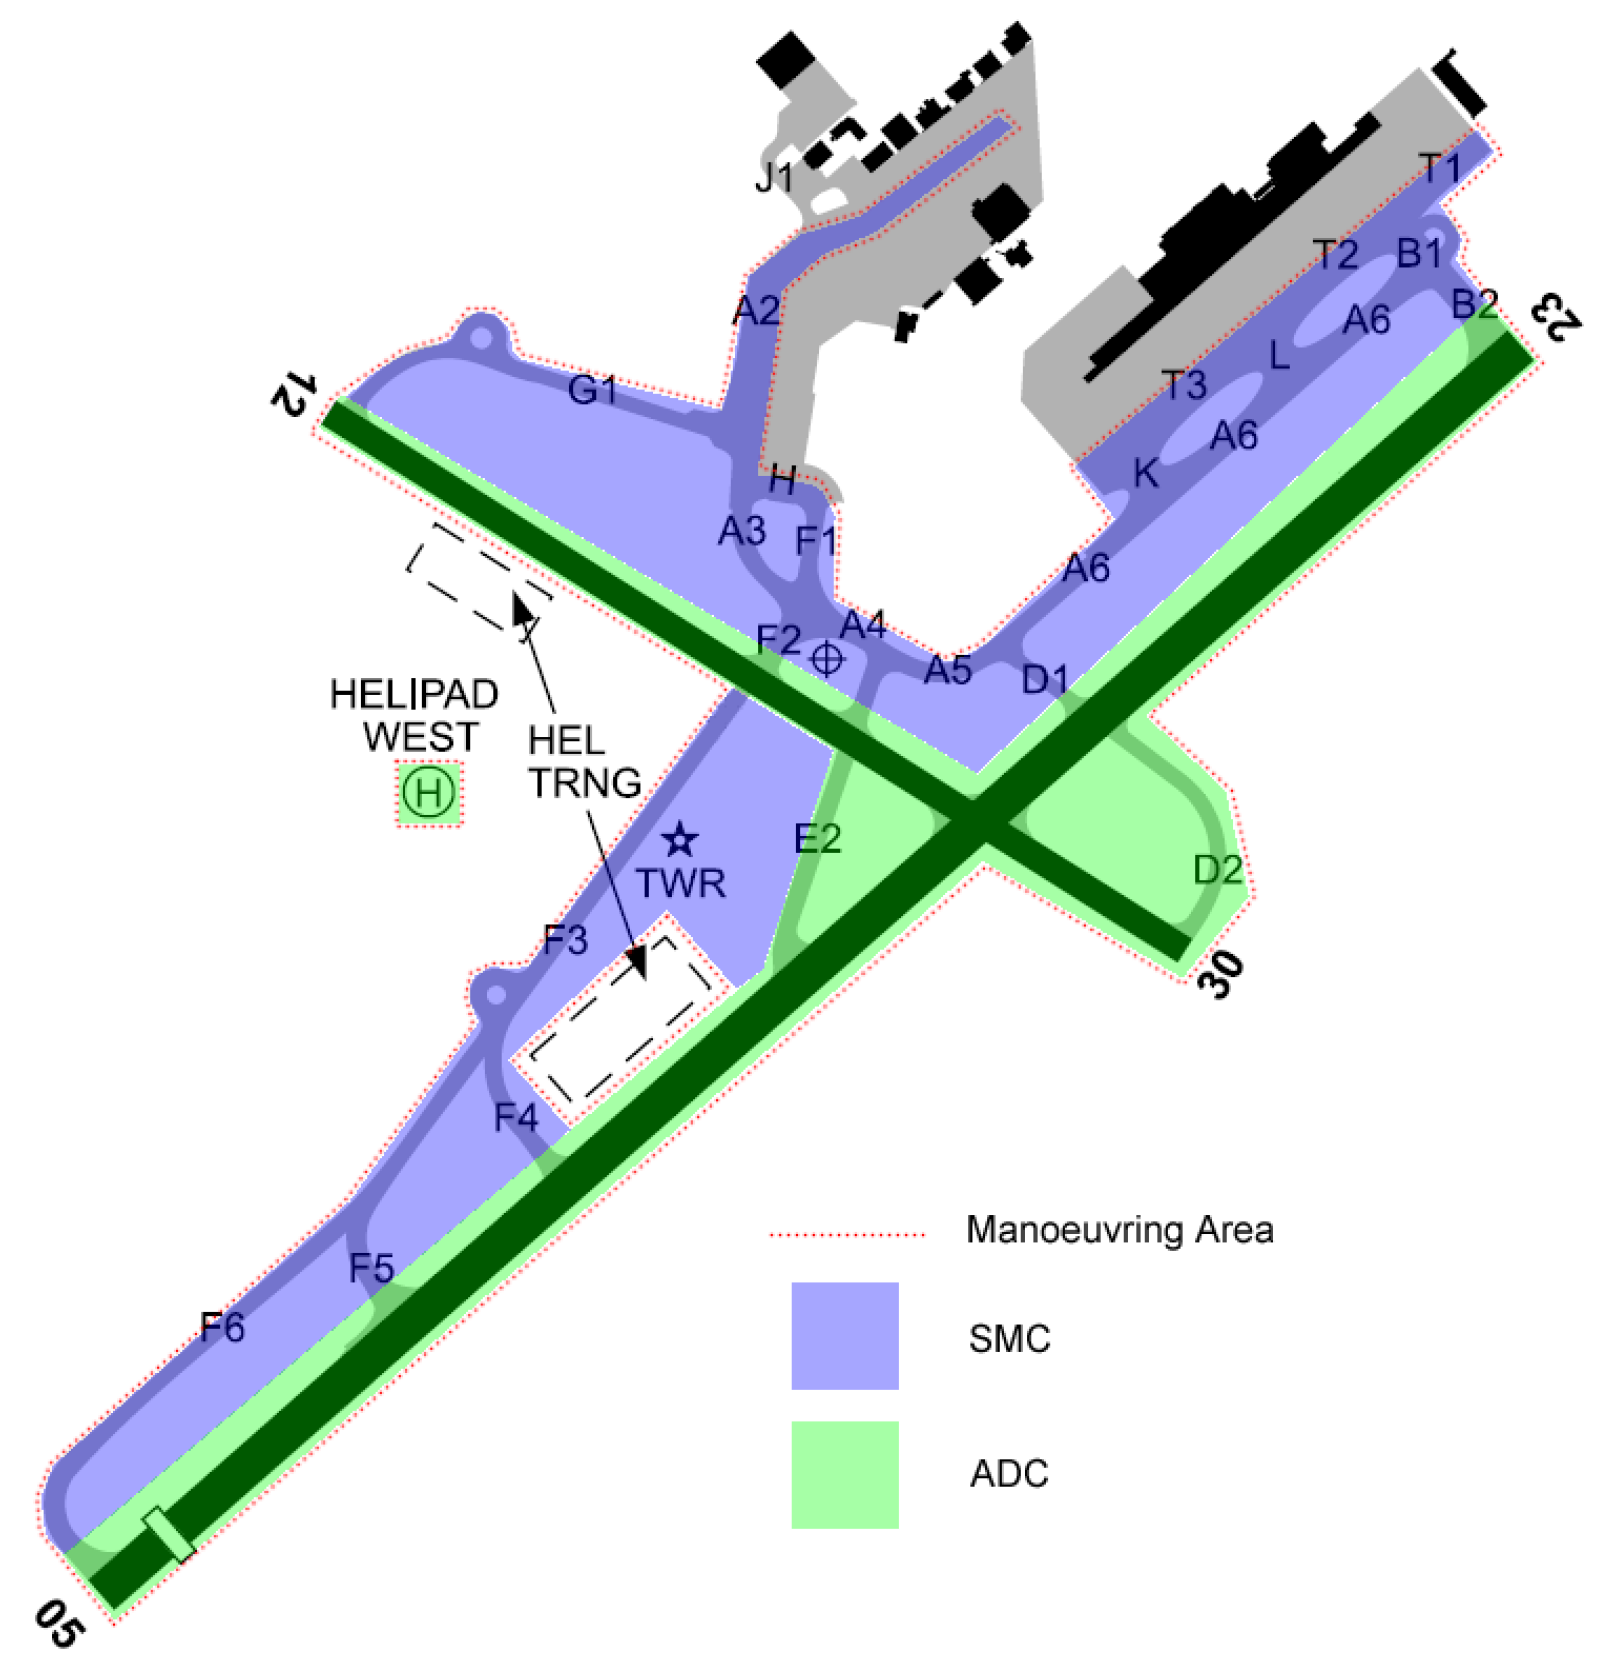 J1
T1
T2
B1
A2
B2
23
A6
L
T3
12
G1
A6
K
H
A3
F1
A6
F2
A4
A5
D1
HELIPAD
WEST
HEL
TRNG
H
E2
TWR
D2
F3
30
F4
Manoeuvring Area
F5
F6
SMC
ADC
05